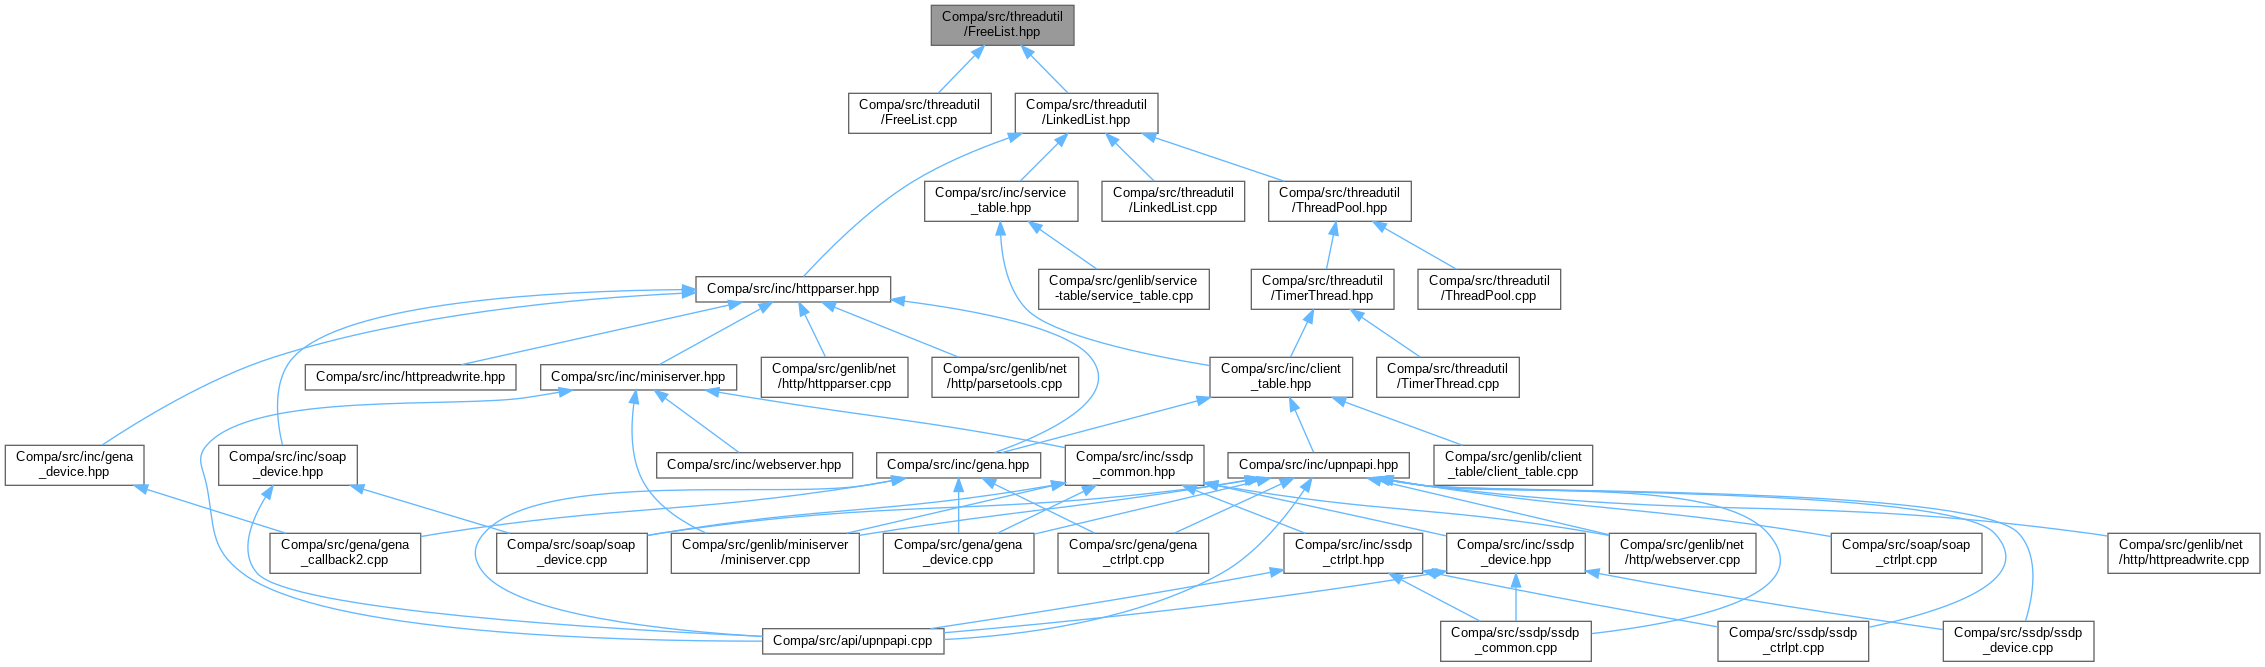 Compa/src/threadutil
/FreeList.hpp
Compa/src/threadutil
/FreeList.cpp
Compa/src/threadutil
/LinkedList.hpp
Compa/src/inc/service
_table.hpp
Compa/src/threadutil
/LinkedList.cpp
Compa/src/threadutil
/ThreadPool.hpp
Compa/src/inc/httpparser.hpp
Compa/src/genlib/service
-table/service_table.cpp
Compa/src/threadutil
/TimerThread.hpp
Compa/src/threadutil
/ThreadPool.cpp
Compa/src/inc/httpreadwrite.hpp
Compa/src/inc/miniserver.hpp
Compa/src/genlib/net
/http/httpparser.cpp
Compa/src/genlib/net
/http/parsetools.cpp
Compa/src/inc/client
_table.hpp
Compa/src/threadutil
/TimerThread.cpp
Compa/src/inc/gena
_device.hpp
Compa/src/inc/soap
_device.hpp
Compa/src/inc/webserver.hpp
Compa/src/inc/gena.hpp
Compa/src/inc/ssdp
_common.hpp
Compa/src/inc/upnpapi.hpp
Compa/src/genlib/client
_table/client_table.cpp
Compa/src/gena/gena
_callback2.cpp
Compa/src/soap/soap
_device.cpp
Compa/src/genlib/miniserver
/miniserver.cpp
Compa/src/gena/gena
_device.cpp
Compa/src/gena/gena
_ctrlpt.cpp
Compa/src/inc/ssdp
_ctrlpt.hpp
Compa/src/inc/ssdp
_device.hpp
Compa/src/genlib/net
/http/webserver.cpp
Compa/src/soap/soap
_ctrlpt.cpp
Compa/src/genlib/net
/http/httpreadwrite.cpp
Compa/src/api/upnpapi.cpp
Compa/src/ssdp/ssdp
_common.cpp
Compa/src/ssdp/ssdp
_ctrlpt.cpp
Compa/src/ssdp/ssdp
_device.cpp